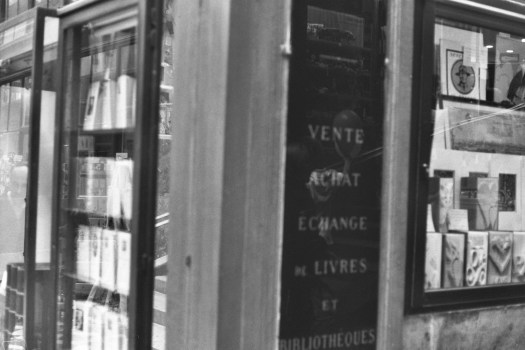 VENTE
ACHAT
ECHANGE
DE LIVRES
ET
BIBLIOTHEQUES